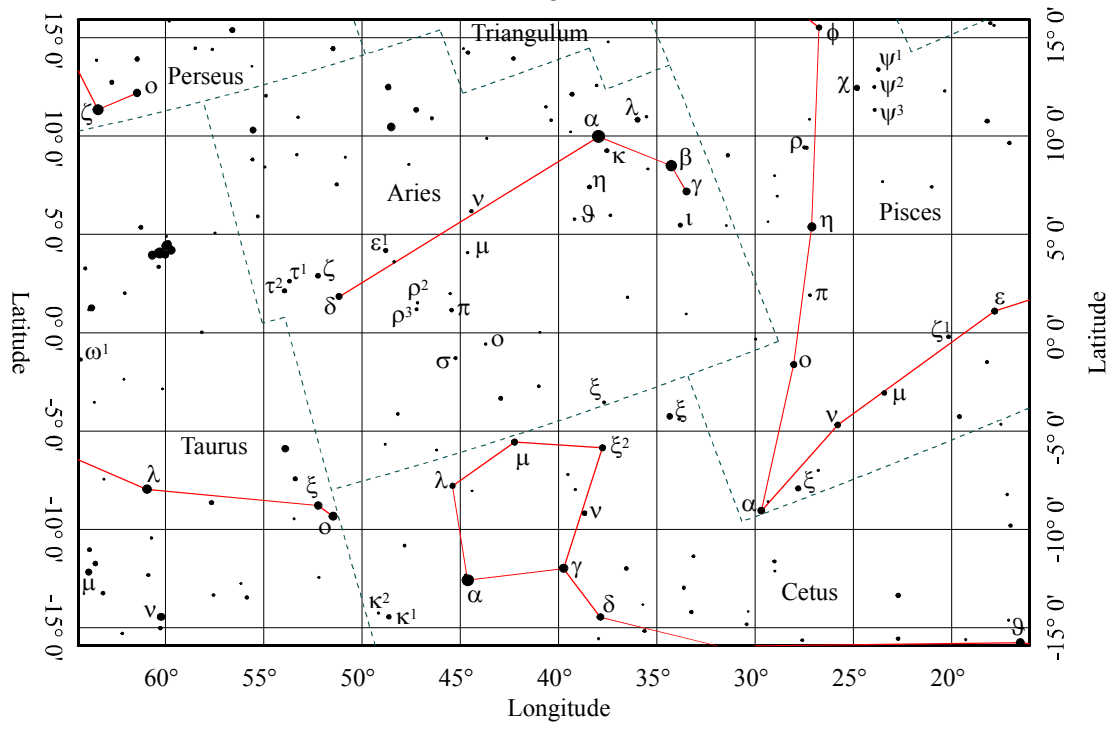 Triangulum
Perseus
ζ
ο
ϕ
ψ¹
χ
ψ²
ψ³
λ
α
κ
β
γ
ρ
η
ϑ
ι
Aries
ν
η
Pisces
ε¹
μ
τ²
τ¹
ζ
δ
ρ²
ρ³
π
π
ε
ζ¹
ω¹
σ
ο
ο
ξ
ξ
μ
ν
Taurus
μ
ξ²
λ
ξ
ο
λ
ν
α
ξ
γ
α
μ
ν
κ²
κ¹
δ
Cetus
ϑ
15° 0'
10° 0'
5° 0'
0° 0'
-5° 0'
-10° 0'
-15° 0'
Latitude
15° 0'
10° 0'
5° 0'
0° 0'
-5° 0'
-10° 0'
-15° 0'
Latitude
60° 50° 45° 40° 35° 30° 20°
Longitude